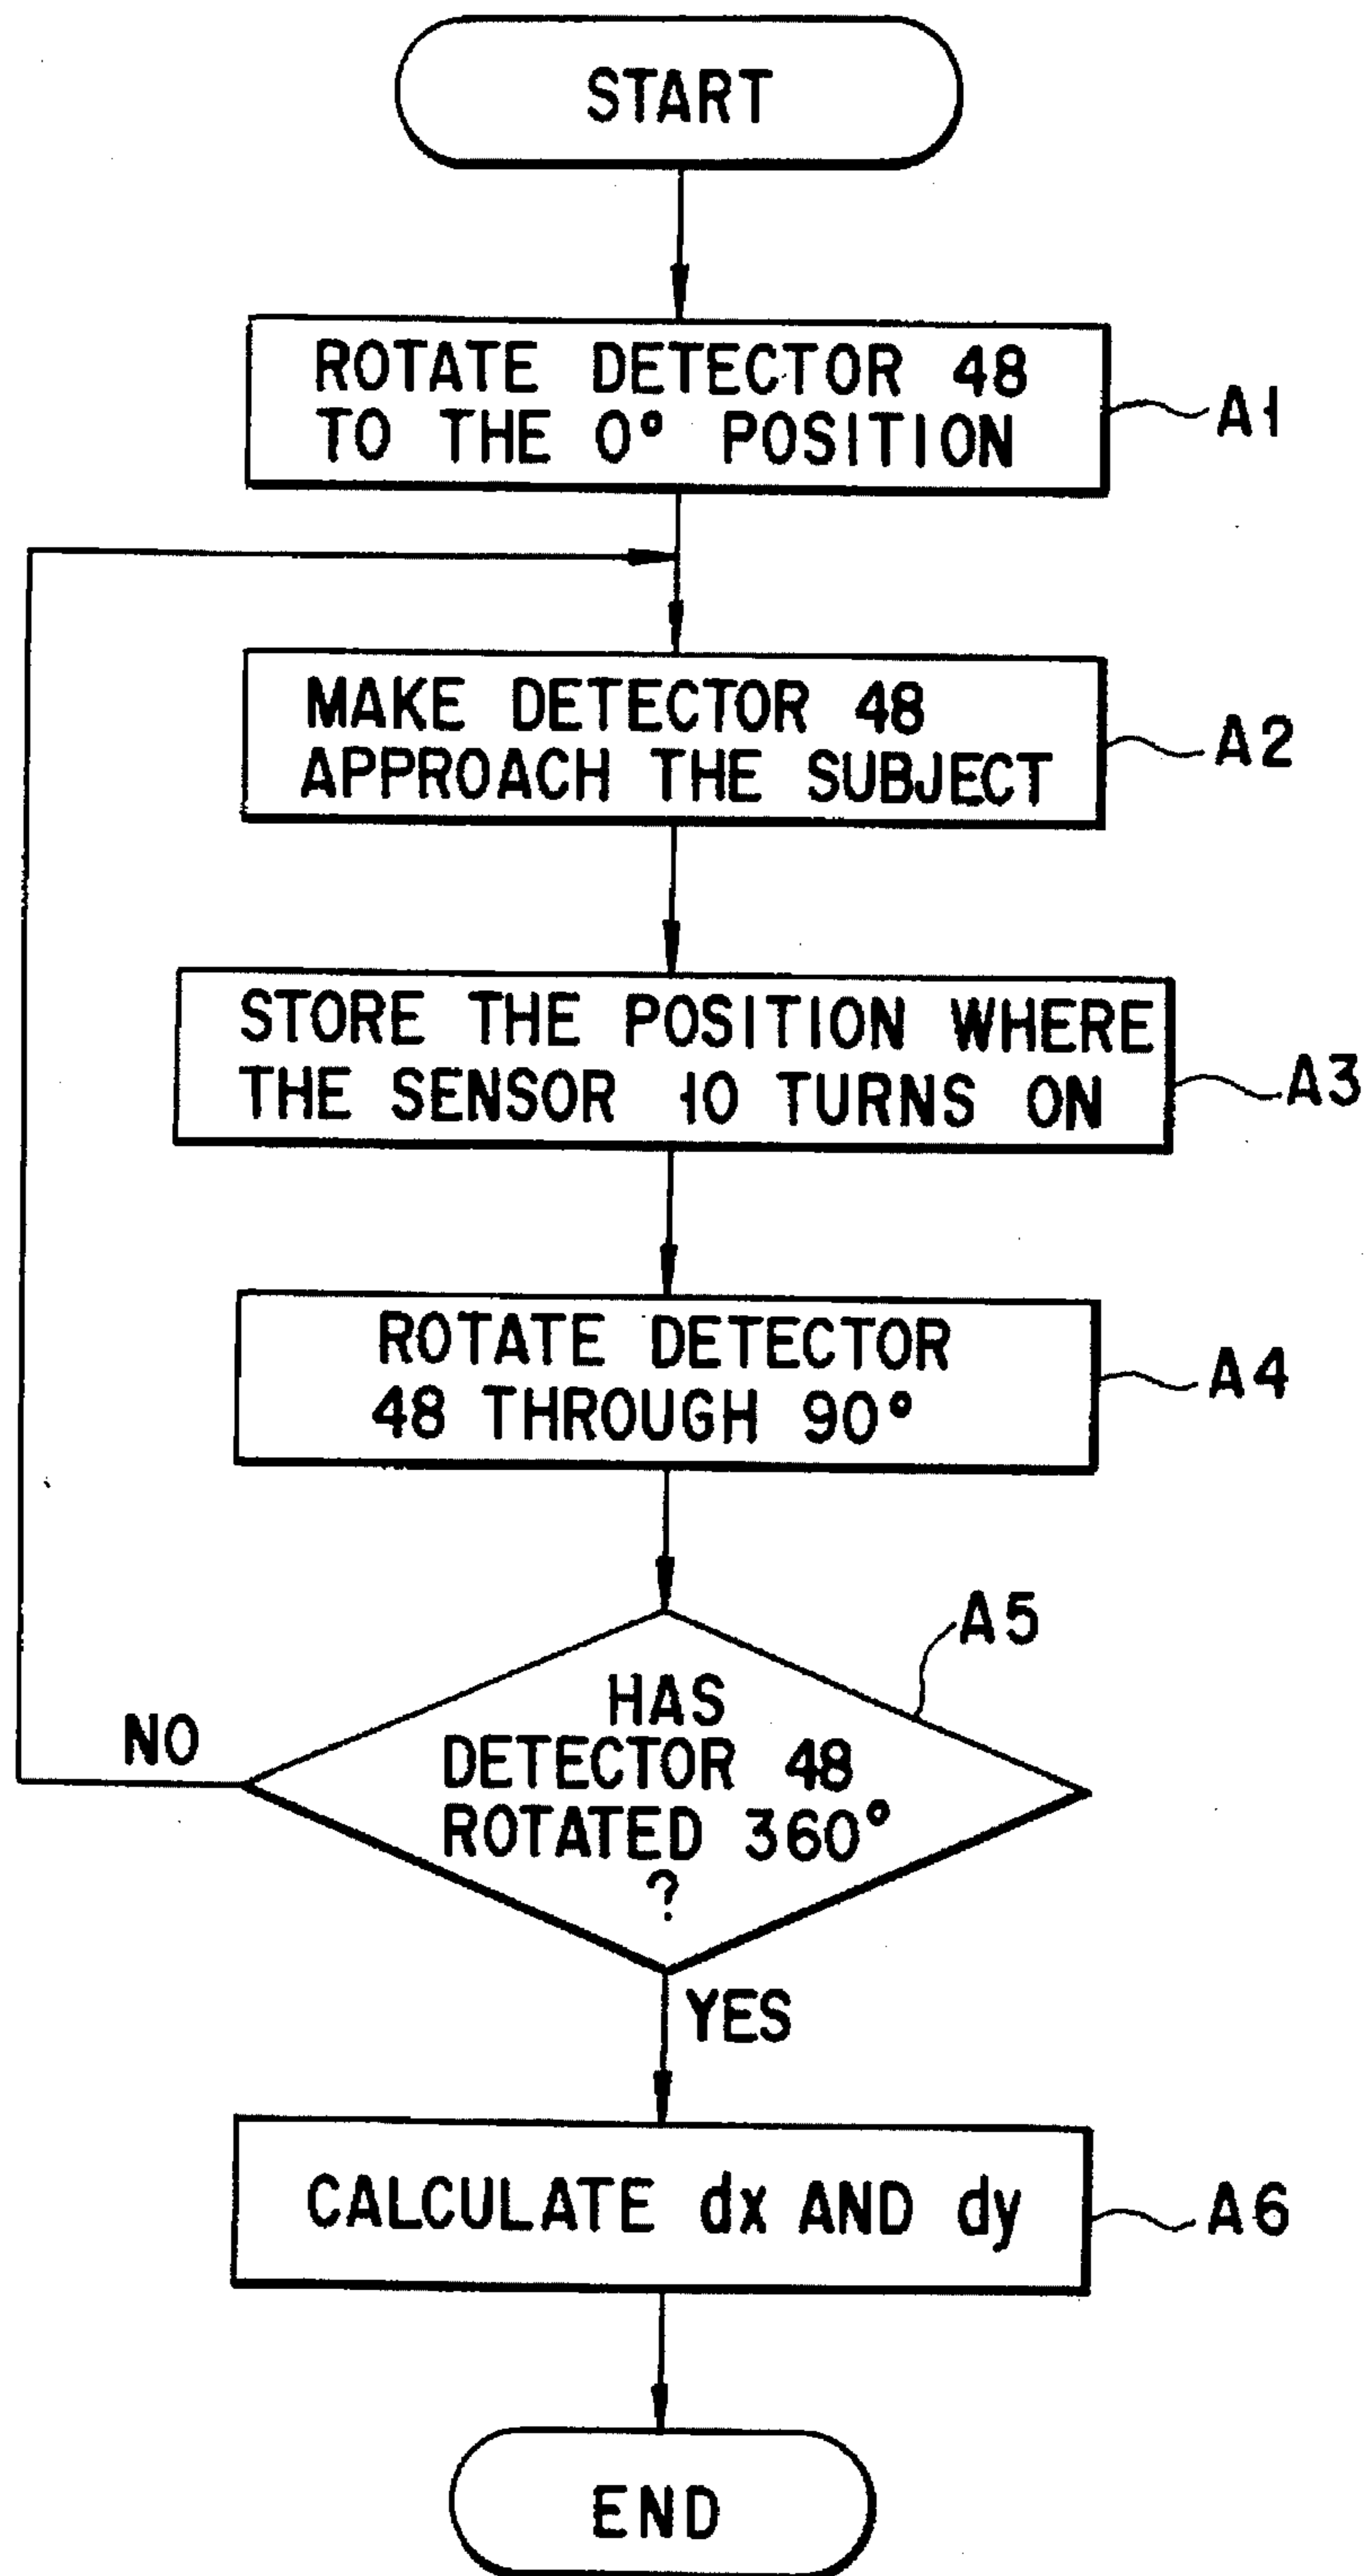 START
ROTATE DETECTOR 48
TO THE 0° POSITION
A1
MAKE DETECTOR 48
APPROACH THE SUBJECT
A2
STORE THE POSITION WHERE
THE SENSOR 10 TURNS ON
A3
ROTATE DETECTOR
48 THROUGH 90°
A4
A5
HAS
DETECTOR 48
ROTATED 360°
?
NO
YES
CALCULATE dx AND dy
A6
END